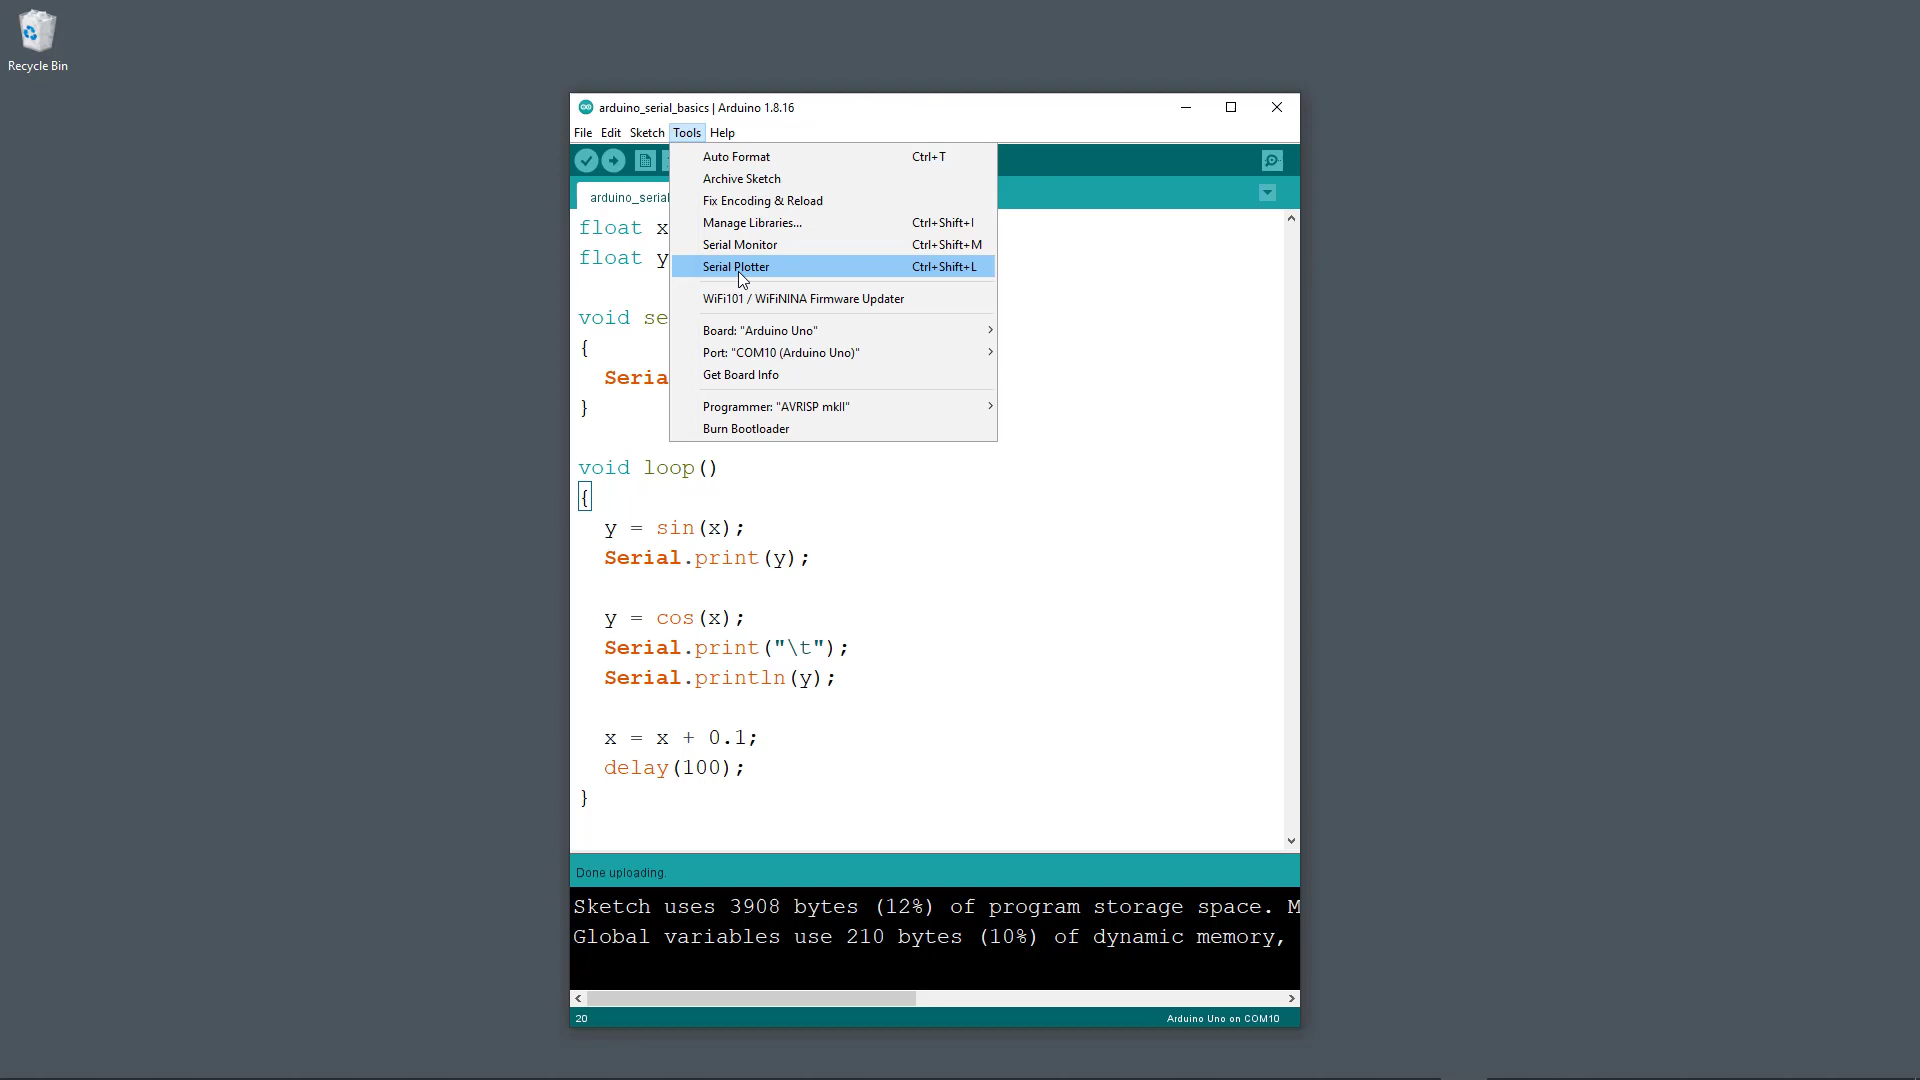 Recycle Bin
arduino_serial_basics | Arduino 1.8.16
File Edit Sketch Tools Help
Auto Format Ctrl+T
Archive Sketch
Fix Encoding & Reload
Manage Libraries... Ctrl+Shift+I
Serial Monitor Ctrl+Shift+M
Serial Plotter Ctrl+Shift+L
WiFi101 / WiFiNINA Firmware Updater
Board: "Arduino Uno"
Port: "COM10 (Arduino Uno)"
Get Board Info
Programmer: "AVRISP mkII"
Burn Bootloader
arduino_serial
float x
float y
void se
{
Seria
}
void loop()
{
y = sin(x);
Serial.print(y);
y = cos(x);
Serial.print("\t");
Serial.println(y);
x = x + 0.1;
delay(100);
}
Done uploading.
Sketch uses 3908 bytes (12%) of program storage space. M
Global variables use 210 bytes (10%) of dynamic memory,
20 Arduino Uno on COM10